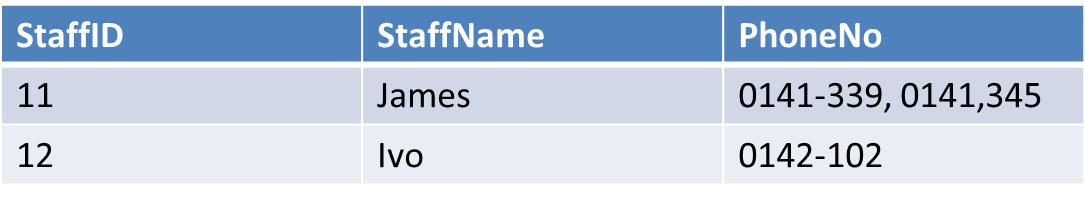 StaffID StaffName PhoneNo
11 James 0141-339, 0141,345
12 Ivo 0142-102